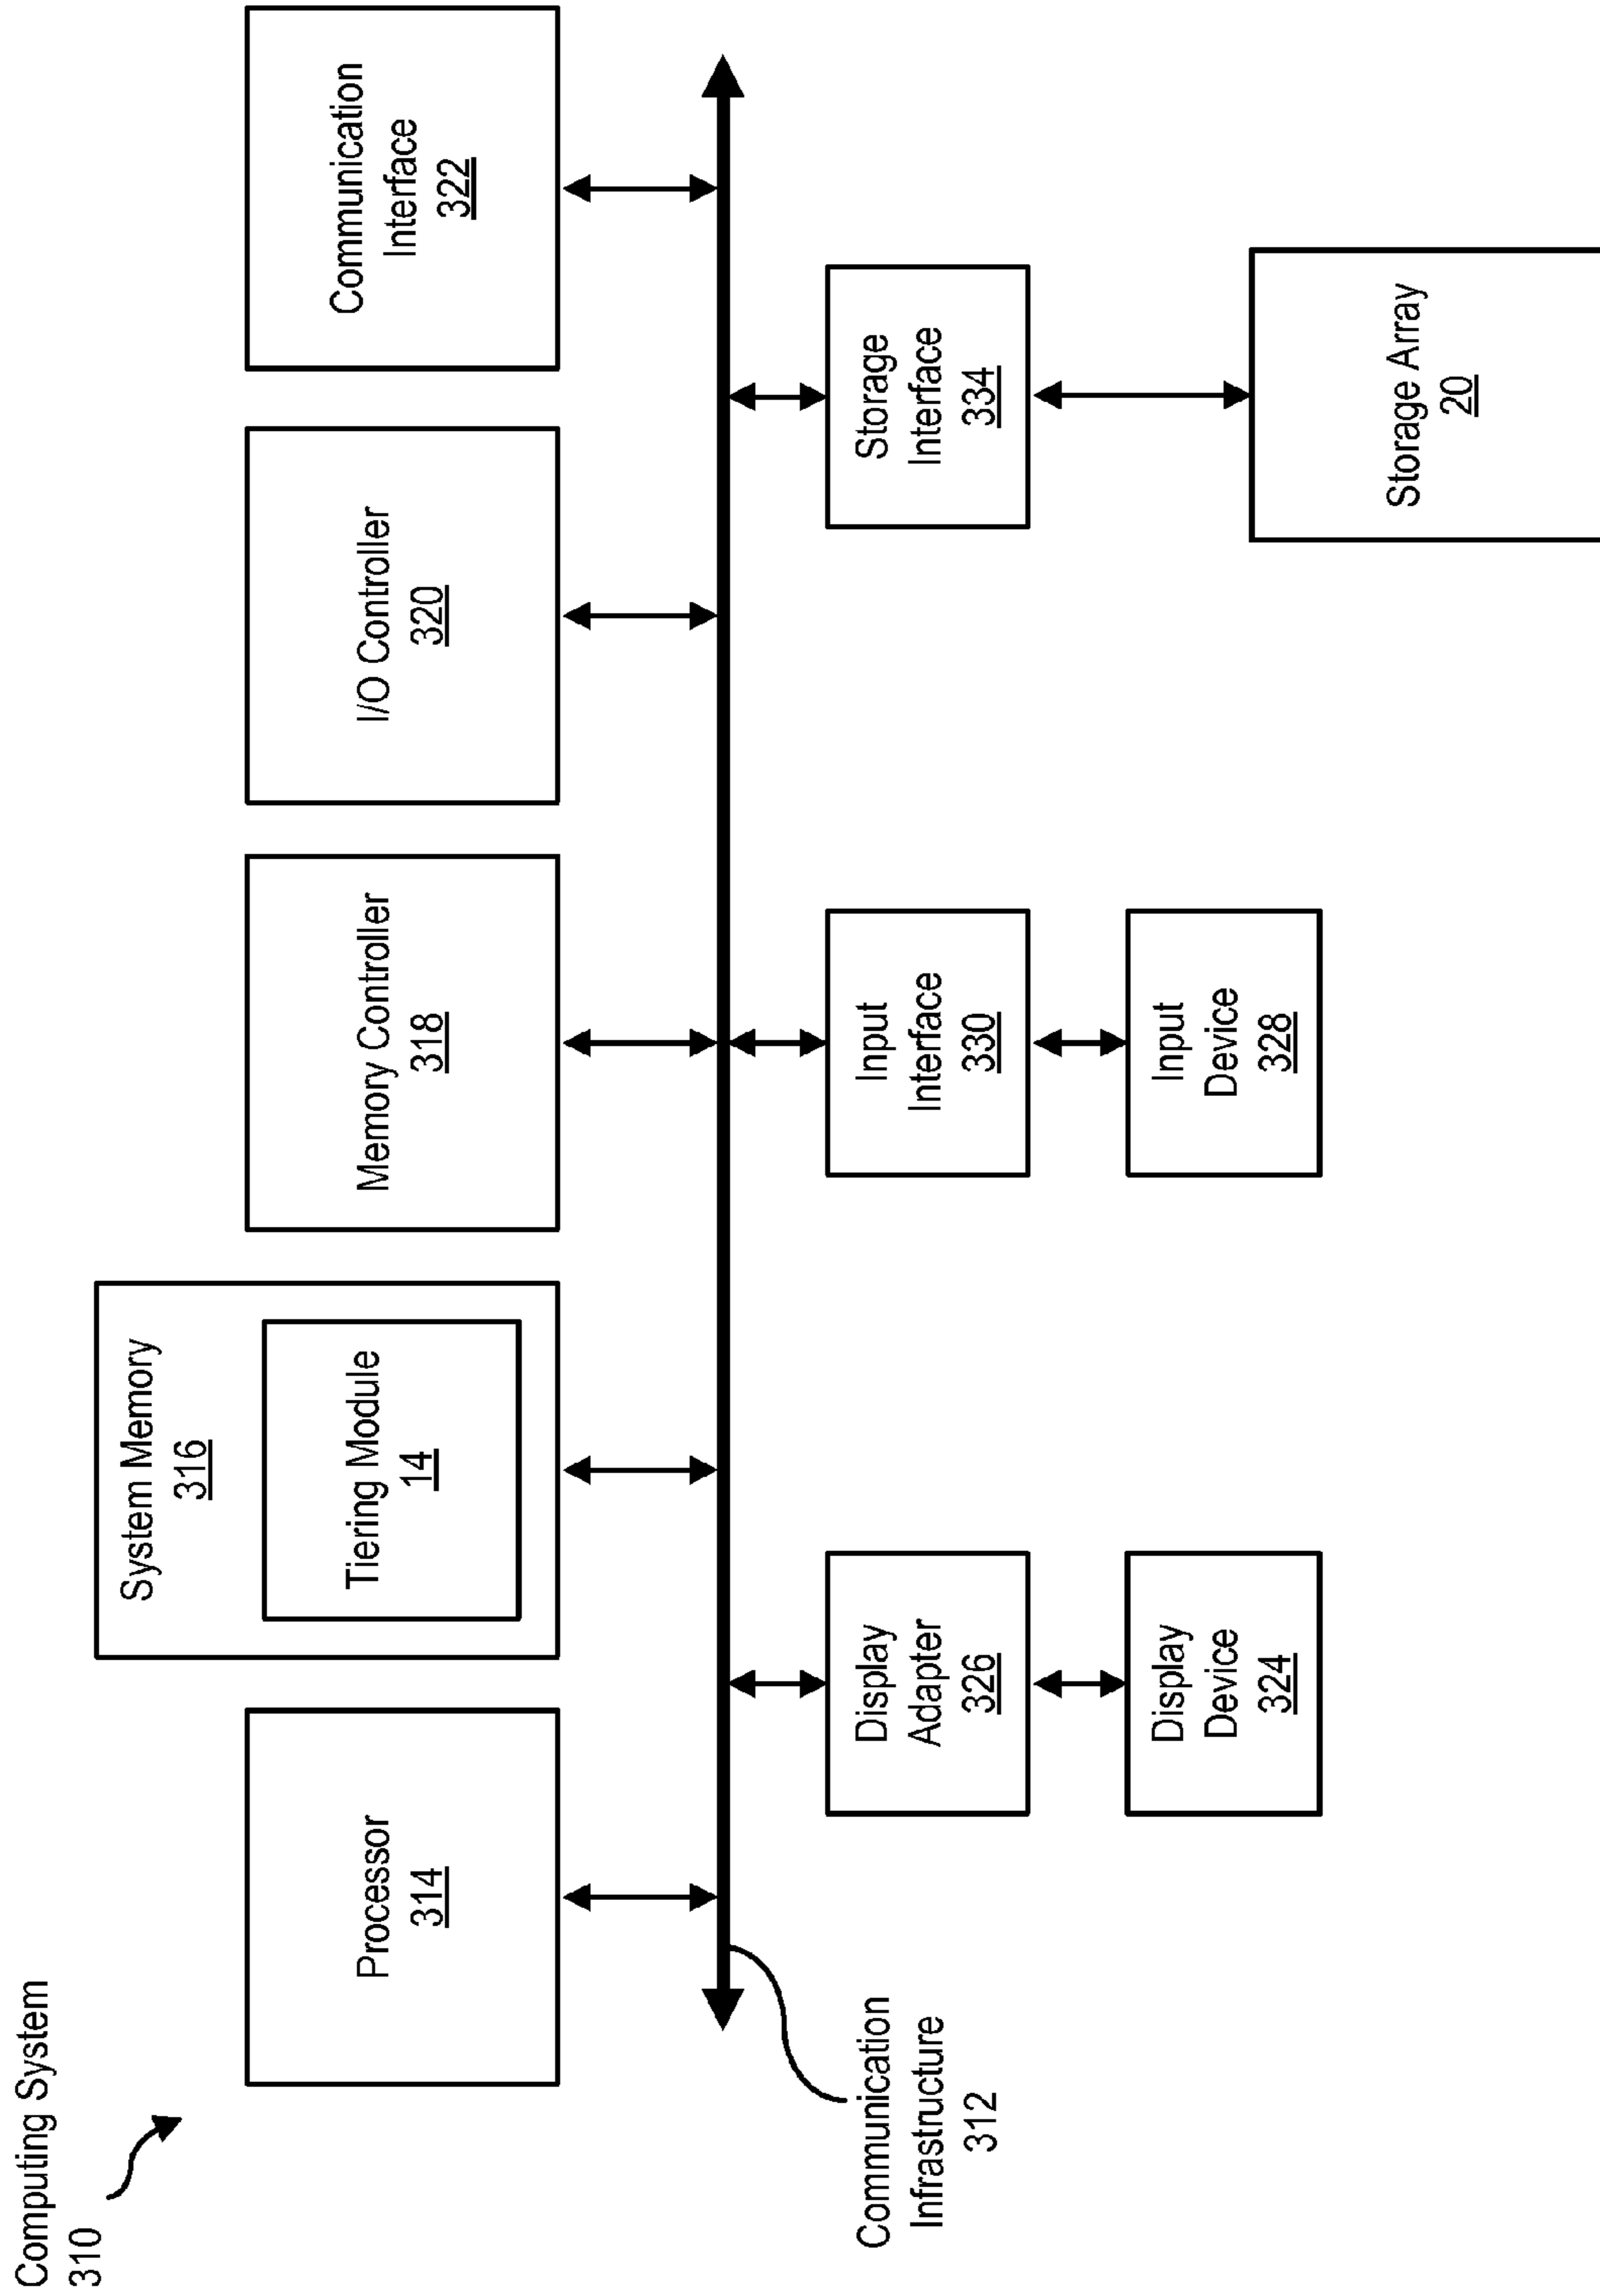 Computing System
310
Processor
314
System Memory
316
Tiering Module
14
Memory Controller
318
I/O Controller
320
Communication
Interface
322
Communication
Infrastructure
312
Display
Adapter
326
Input
Interface
330
Storage
Interface
334
Display
Device
324
Input
Device
328
Storage Array
20